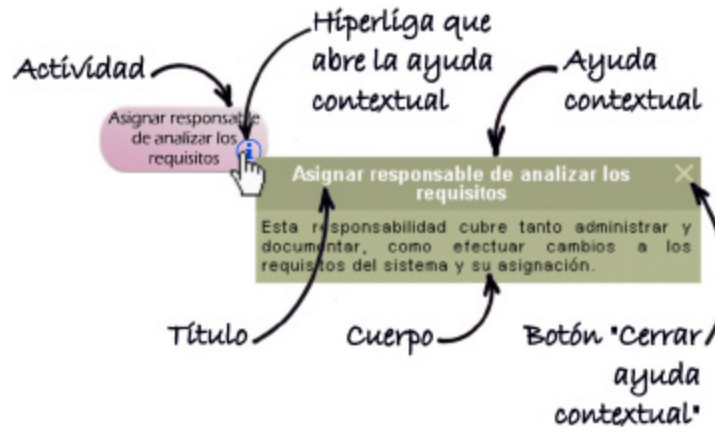 Actividad
Hiperliga que
abre la ayuda
contextual
Ayuda
contextual
Asignar responsable
de analizar los
requisitos
i
Asignar responsable de analizar los
requisitos
Esta responsabilidad cubre tanto administrar y
documentar, como efectuar cambios a los
requisitos del sistema y su asignación.
Título
Cuerpo
Botón "Cerrar
ayuda
contextual"